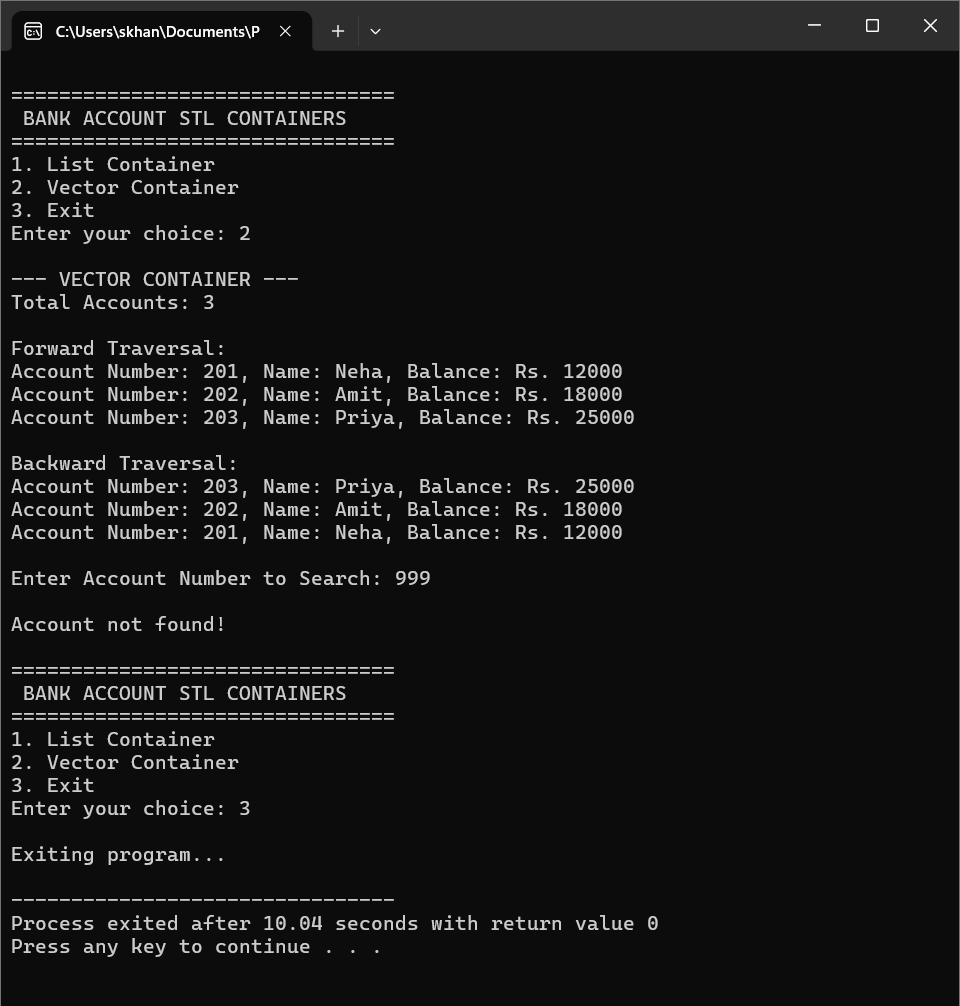 C:\Users\skhan\Documents\P
================================
 BANK ACCOUNT STL CONTAINERS
================================
1. List Container
2. Vector Container
3. Exit
Enter your choice: 2
--- VECTOR CONTAINER ---
Total Accounts: 3
Forward Traversal:
Account Number: 201, Name: Neha, Balance: Rs. 12000
Account Number: 202, Name: Amit, Balance: Rs. 18000
Account Number: 203, Name: Priya, Balance: Rs. 25000
Backward Traversal:
Account Number: 203, Name: Priya, Balance: Rs. 25000
Account Number: 202, Name: Amit, Balance: Rs. 18000
Account Number: 201, Name: Neha, Balance: Rs. 12000
Enter Account Number to Search: 999
Account not found!
================================
 BANK ACCOUNT STL CONTAINERS
================================
1. List Container
2. Vector Container
3. Exit
Enter your choice: 3
Exiting program...
--------------------------------
Process exited after 10.04 seconds with return value 0
Press any key to continue . . .